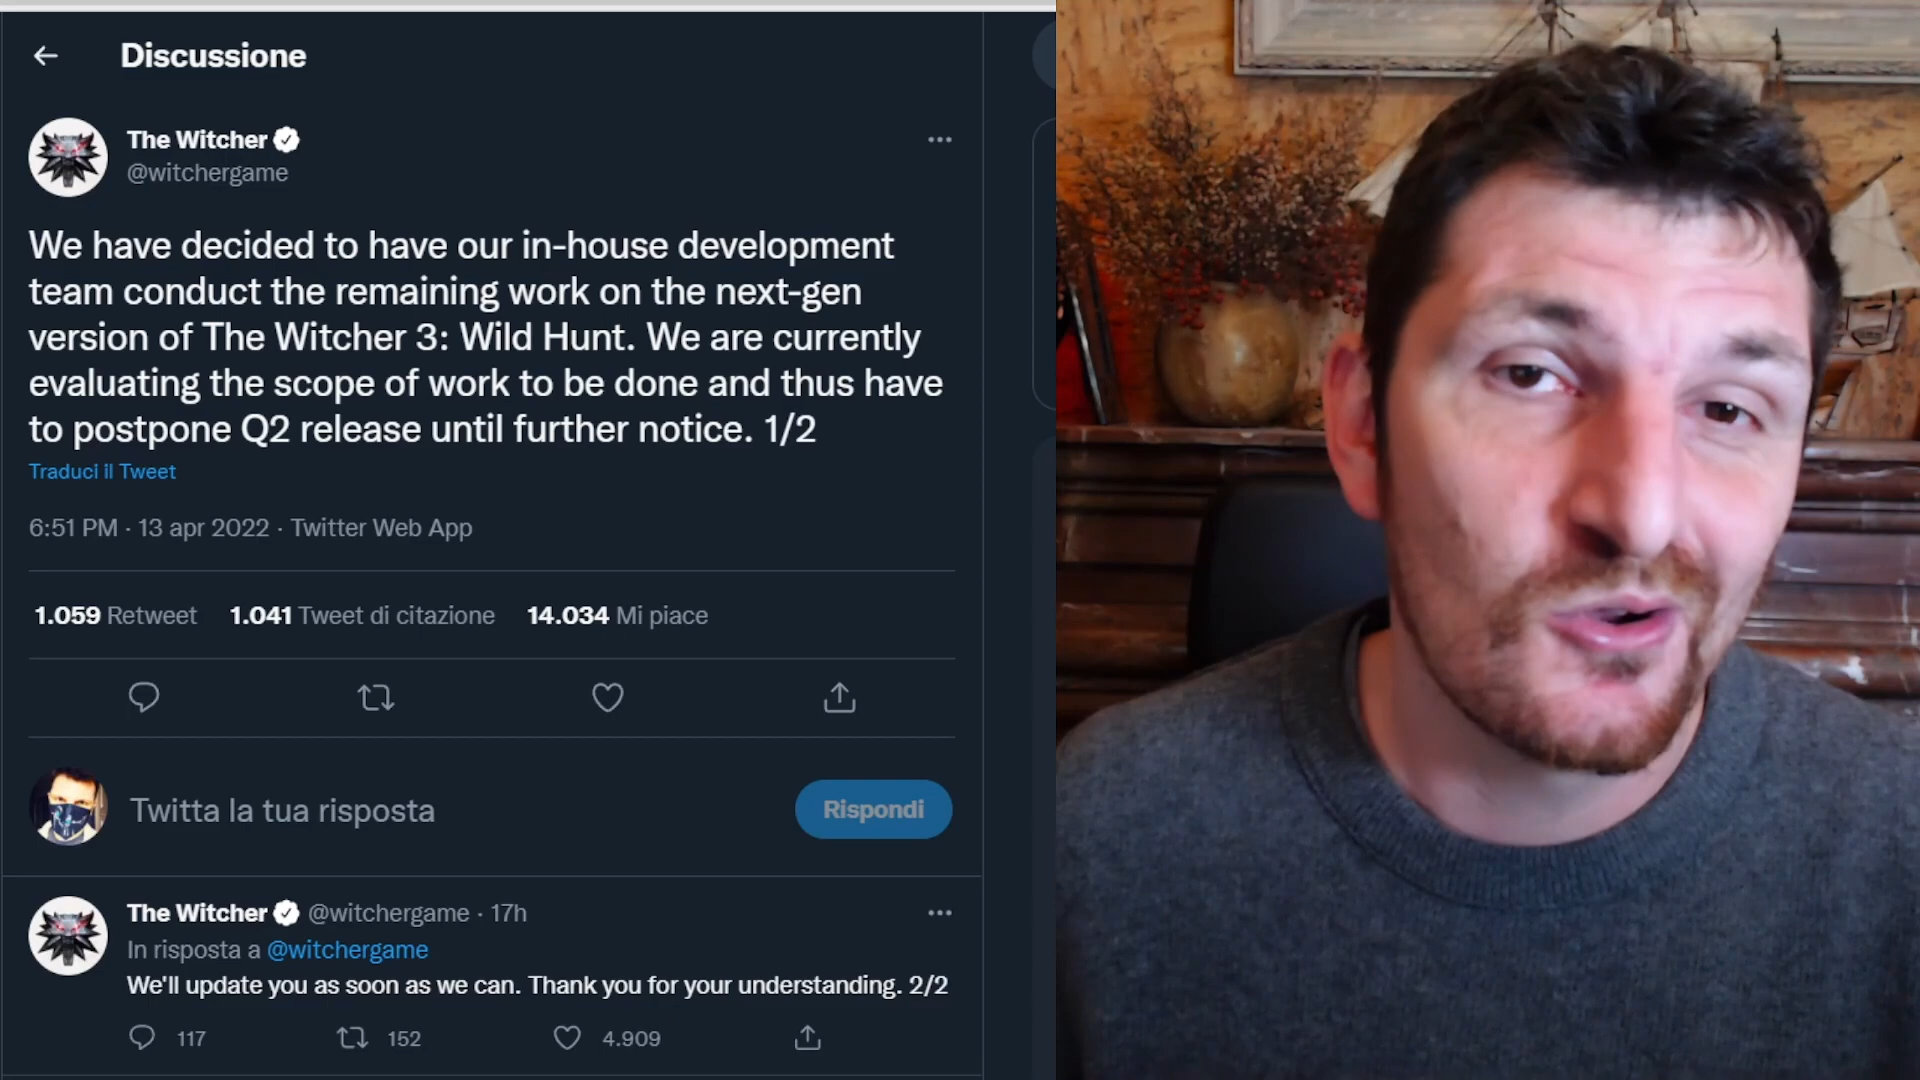 Discussione
The Witcher
@witchergame
We have decided to have our in-house development
team conduct the remaining work on the next-gen
version of The Witcher 3: Wild Hunt. We are currently
evaluating the scope of work to be done and thus have
to postpone Q2 release until further notice. 1/2
Traduci il Tweet
6:51 PM · 13 apr 2022 · Twitter Web App
1.059 Retweet 1.041 Tweet di citazione 14.034 Mi piace
Twitta la tua risposta
Rispondi
The Witcher @witchergame · 17h
In risposta a @witchergame
We'll update you as soon as we can. Thank you for your understanding. 2/2
117 152 4.909